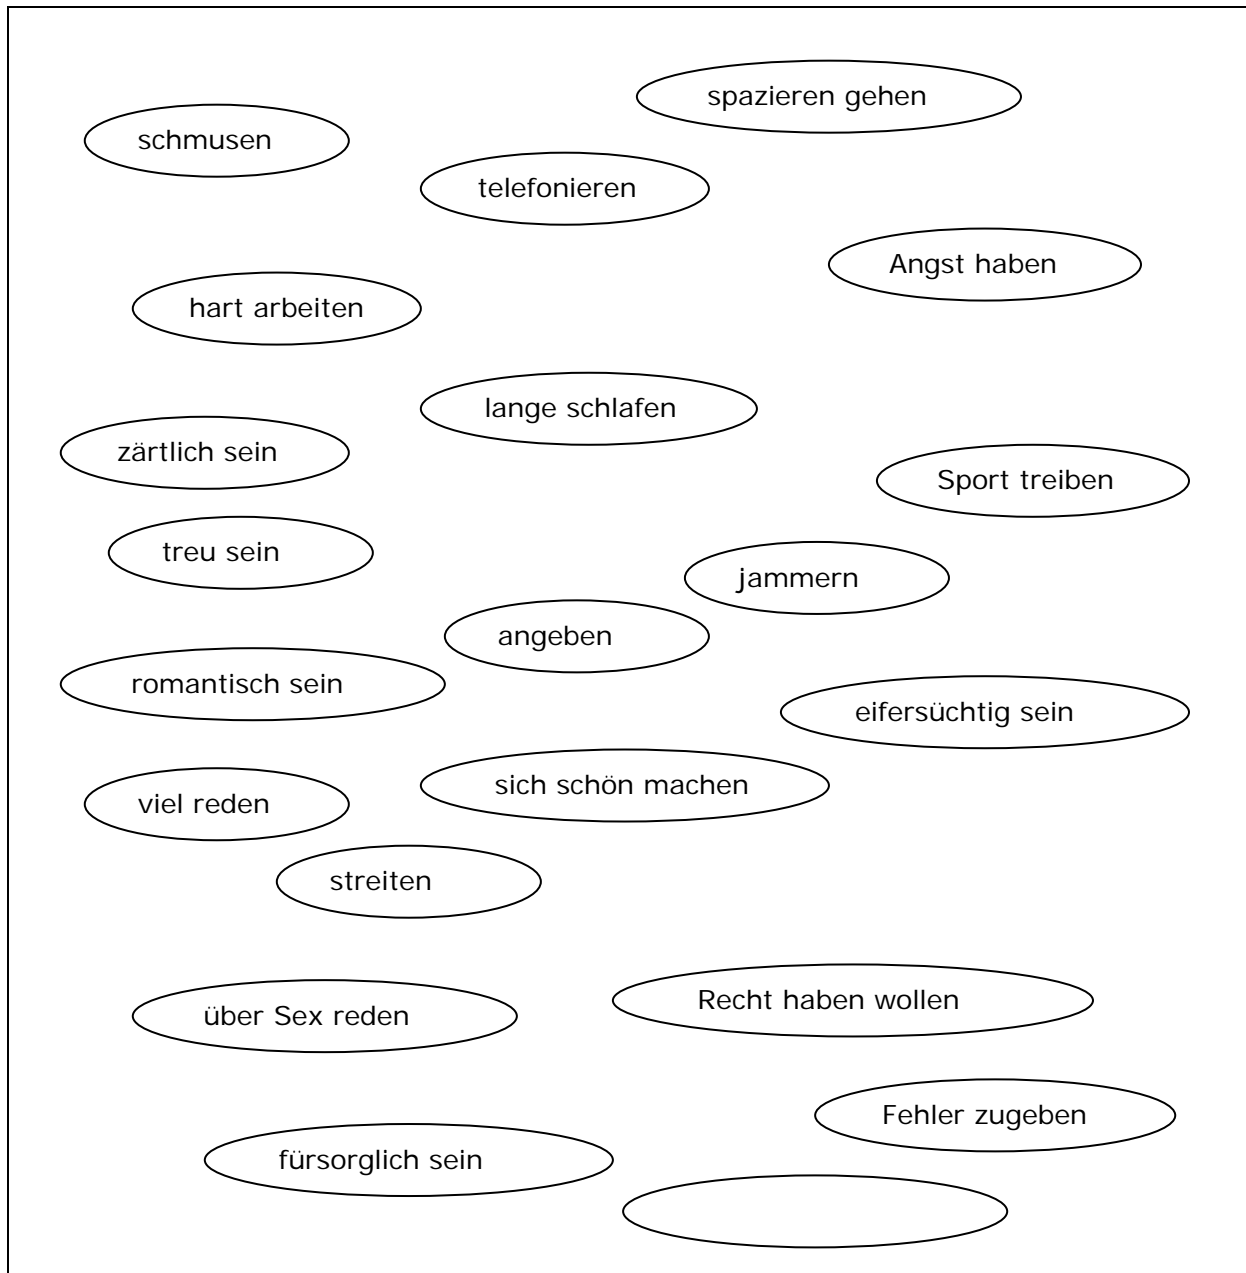 spazieren gehen
schmusen
telefonieren
Angst haben
hart arbeiten
lange schlafen
zärtlich sein
Sport treiben
treu sein
jammern
angeben
romantisch sein
eifersüchtig sein
sich schön machen
viel reden
streiten
Recht haben wollen
über Sex reden
Fehler zugeben
fürsorglich sein